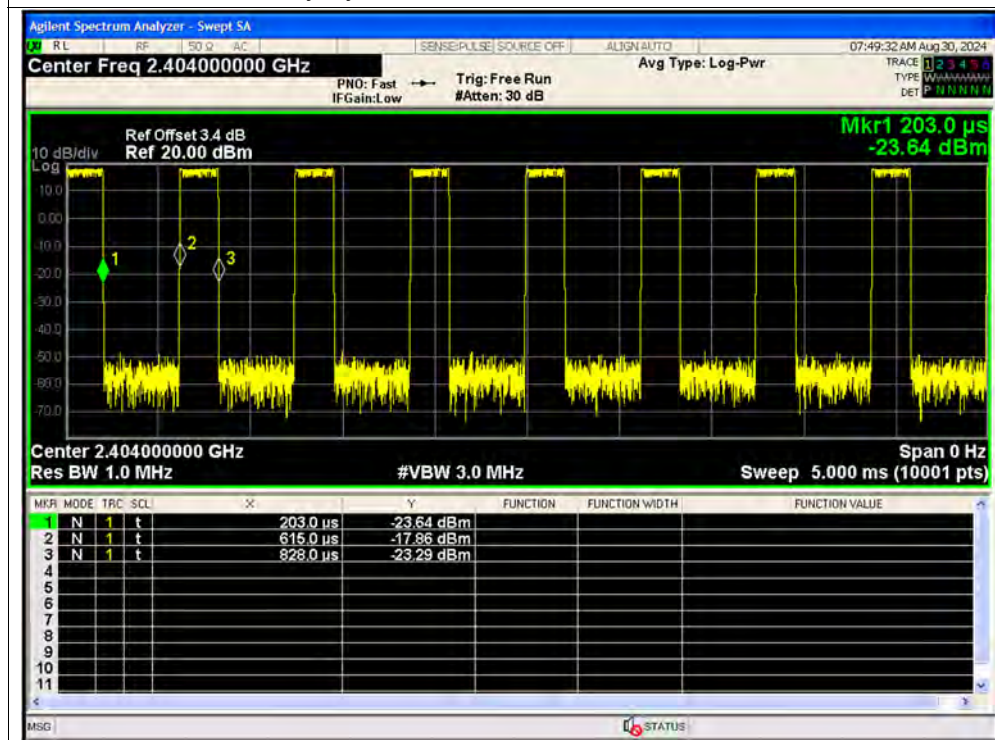 Agilent Spectrum Analyzer - Swept SA
RL RF 50 Ω AC SENSE:PULSE SOURCE OFF ALIGN AUTO 07:49:32 AM Aug 30, 2024
Center Freq 2.404000000 GHz
PNO: Fast
IFGain:Low
Trig: Free Run
#Atten: 30 dB
Avg Type: Log-Pwr
TRACE 1 2 3 4 5 6
TYPE
DET P N N N N N
Mkr1 203.0 µs
-23.64 dBm
Ref Offset 3.4 dB
10 dB/div Ref 20.00 dBm
Log
10.0
0.00
-10.0
-20.0
-30.0
-40.0
-50.0
-60.0
-70.0
1
2
3
Center 2.404000000 GHz Span 0 Hz
Res BW 1.0 MHz #VBW 3.0 MHz Sweep 5.000 ms (10001 pts)
MKR MODE TRC SCL X Y FUNCTION FUNCTION WIDTH FUNCTION VALUE
1 N 1 t 203.0 µs -23.64 dBm
2 N 1 t 615.0 µs -17.86 dBm
3 N 1 t 828.0 µs -23.29 dBm
4
5
6
7
8
9
10
11
MSG STATUS